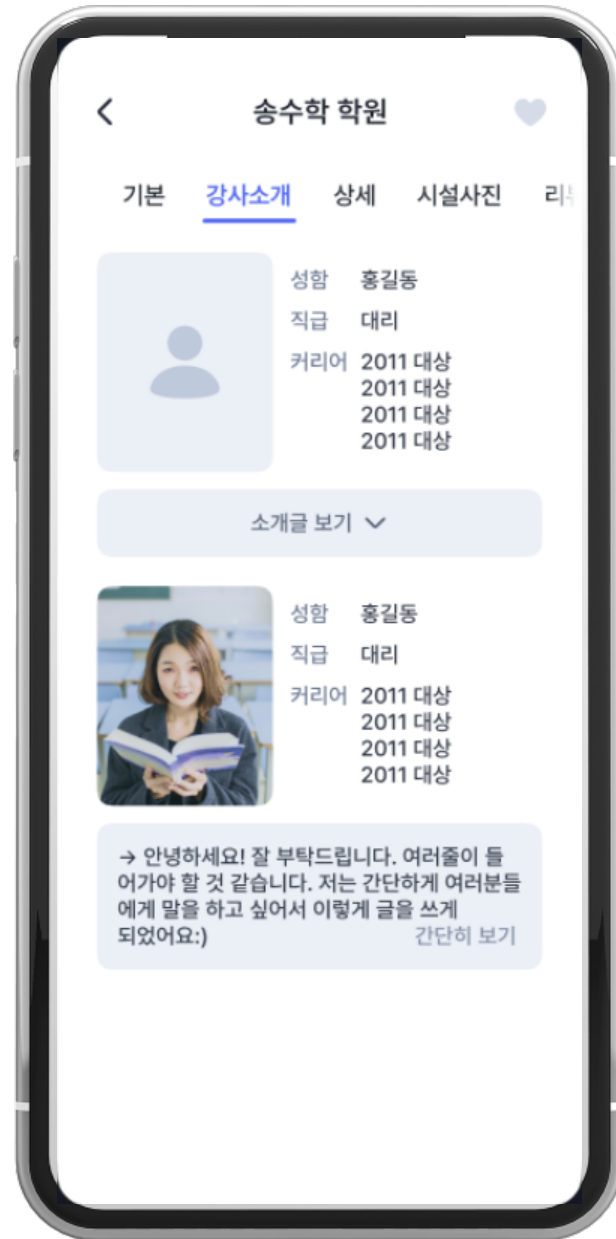 송수학 학원
기본 강사소개 상세 시설사진 리
성함 홍길동
직급 대리
커리어 2011 대상
2011 대상
2011 대상
2011 대상
소개글 보기
성함 홍길동
직급 대리
커리어 2011 대상
2011 대상
2011 대상
2011 대상
→ 안녕하세요! 잘 부탁드립니다. 여러줄이 들
어가야 할 것 같습니다. 저는 간단하게 여러분들
에게 말을 하고 싶어서 이렇게 글을 쓰게
되었어요:) 간단히 보기